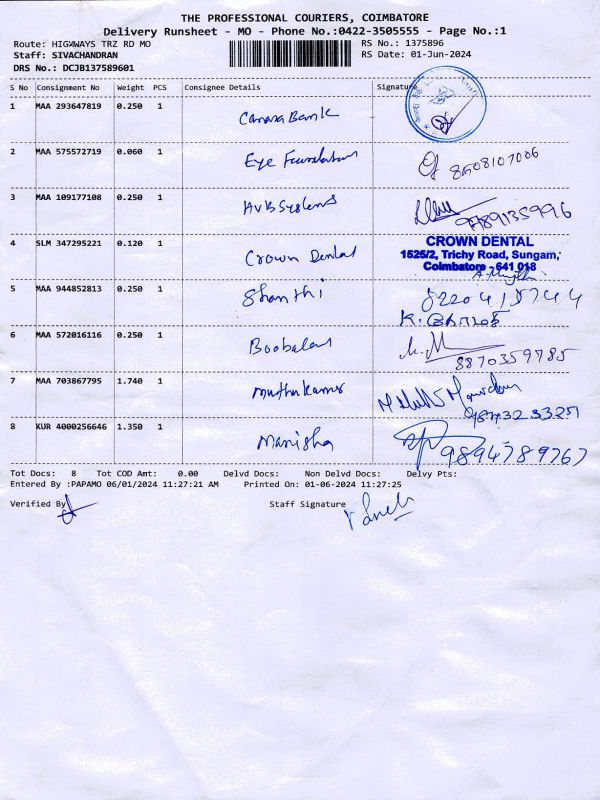 THE PROFESSIONAL COURIERS, COIMBATORE
Delivery Runsheet - MO - Phone No.:0422-3505555 - Page No.:1
Route: HIGHWAYS TRZ RD MO RS No.: 1375896
Staff: SIVACHANDRAN RS Date: 01-Jun-2024
DRS No.: DCJB137589601
S No Consignment No Weight PCS Consignee Details Signature
1 MAA 293647819 0.250 1 Canara Bank
2 MAA 575572719 0.060 1 Eye Foundation 8508107006
3 MAA 109177108 0.250 1 HVB Systems 9789135996
4 SLM 347295221 0.120 1 Crown Dental CROWN DENTAL
1525/2, Trichy Road, Sungam,
Coimbatore - 641 018
5 MAA 944852813 0.250 1 Shanthi
6 MAA 572016116 0.250 1 Boobalan 8870359785
7 MAA 703867795 1.740 1 Muthukumar
8 KUR 4000256646 1.350 1 Manisha 9894789767
Tot Docs: 8 Tot COD Amt: 0.00 Delvd Docs: Non Delvd Docs: Delvy Pts:
Entered By :PAPAMO 06/01/2024 11:27:21 AM Printed On: 01-06-2024 11:27:25
Verified By Staff Signature